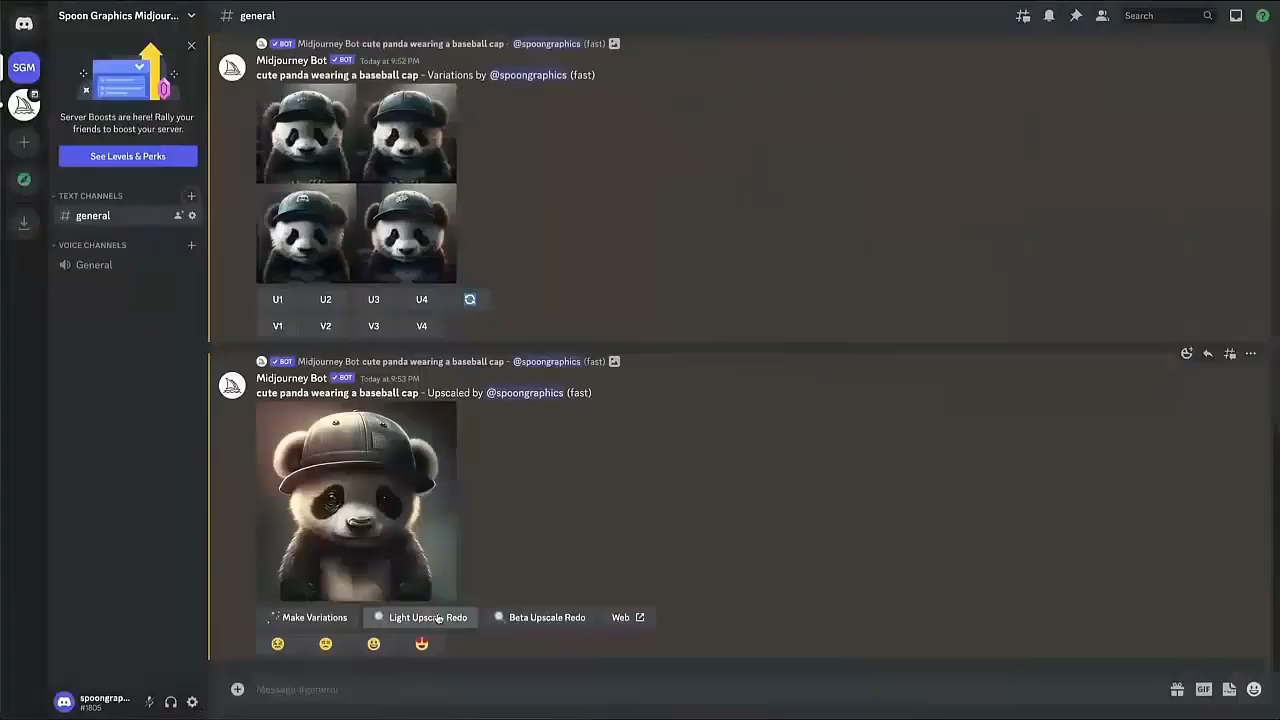 Spoon Graphics Midjour...
# general
Search
SGM
Server Boosts are here! Rally your
friends to boost your server.
See Levels & Perks
TEXT CHANNELS
# general
VOICE CHANNELS
General
BOT Midjourney Bot cute panda wearing a baseball cap - @spoongraphics (fast)
Midjourney Bot BOT Today at 9:52 PM
cute panda wearing a baseball cap - Variations by @spoongraphics (fast)
U1 U2 U3 U4
V1 V2 V3 V4
BOT Midjourney Bot cute panda wearing a baseball cap - @spoongraphics (fast)
Midjourney Bot BOT Today at 9:53 PM
cute panda wearing a baseball cap - Upscaled by @spoongraphics (fast)
Make Variations Light Upscale Redo Beta Upscale Redo Web
spoongrap...
#1805
Message #general
GIF